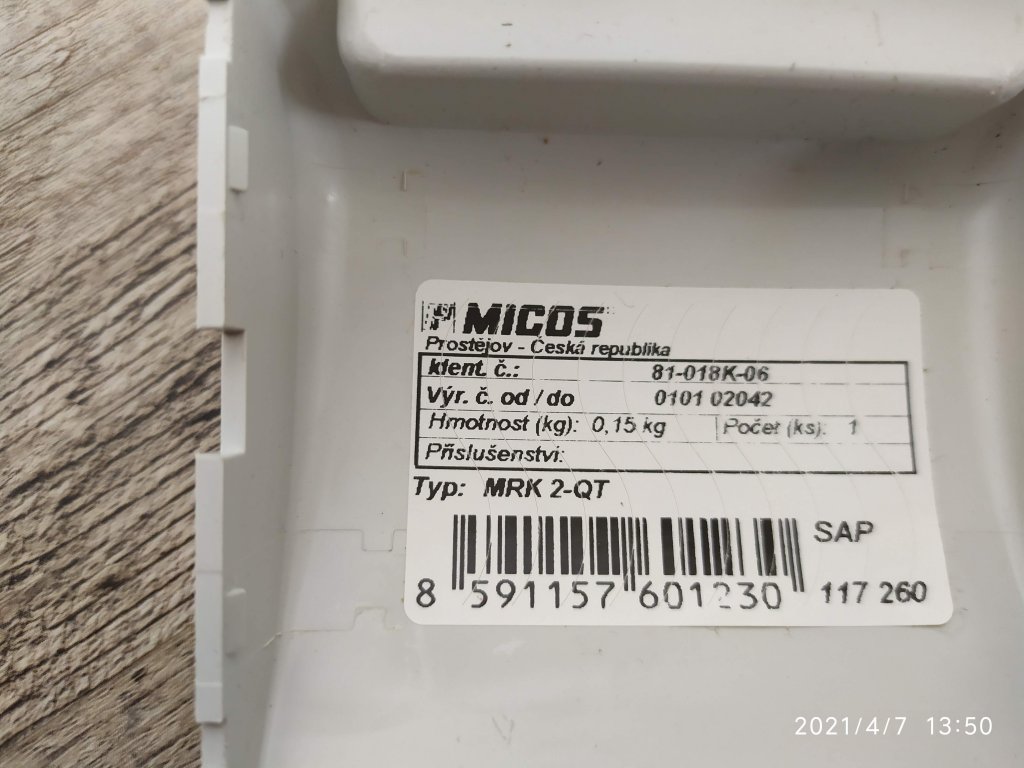 MICOS
Prostějov - Česká republika
Ident. č.: 81-018K-06
Výr. č. od / do 0101 02042
Hmotnost (kg): 0,15 kg Počet (ks): 1
Příslušenství:
Typ: MRK 2-QT
SAP
8 591157 601230 117 260
2021/4/7 13:50